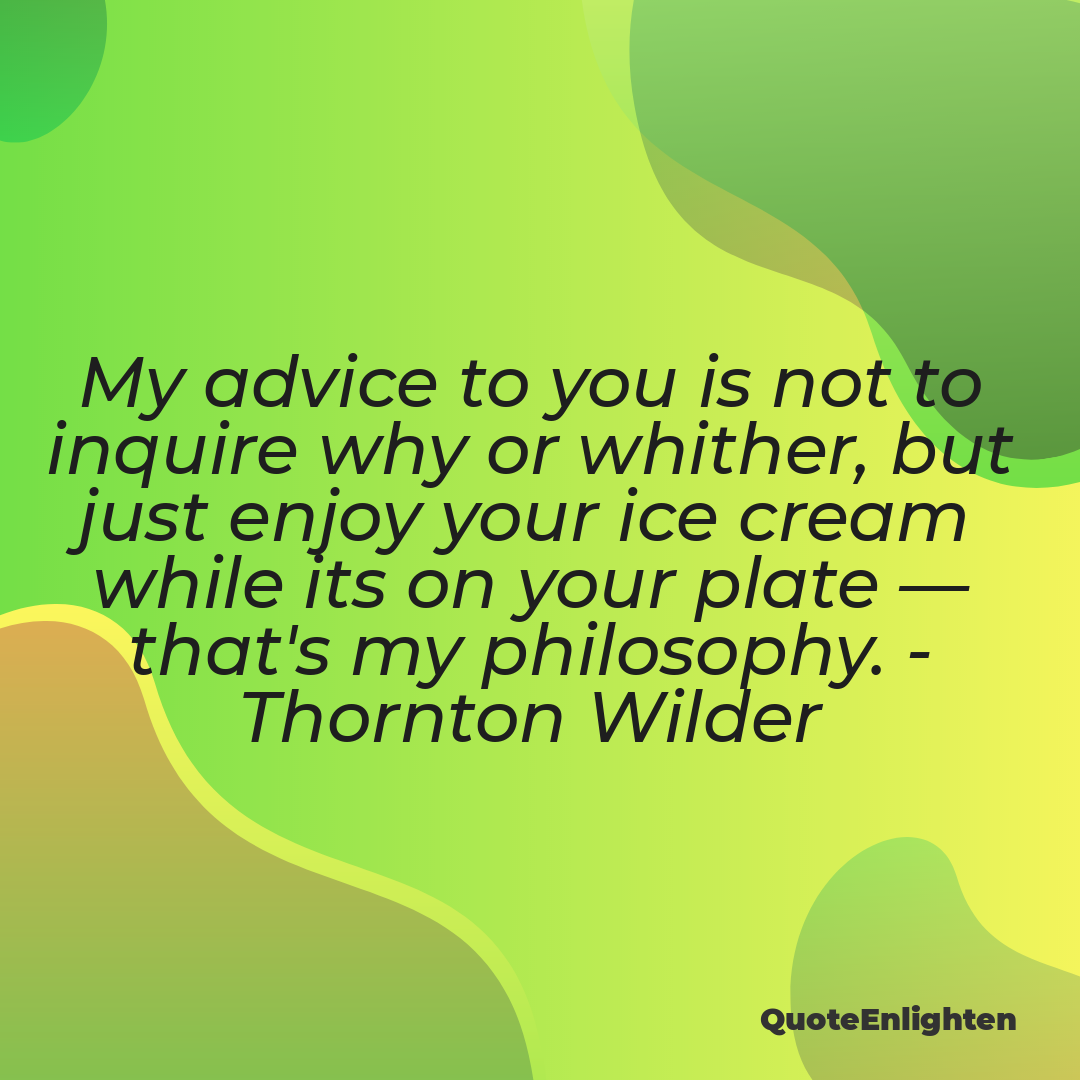 My advice to you is not to
inquire why or whither, but
just enjoy your ice cream
while its on your plate —
that's my philosophy. -
Thornton Wilder
QuoteEnlighten